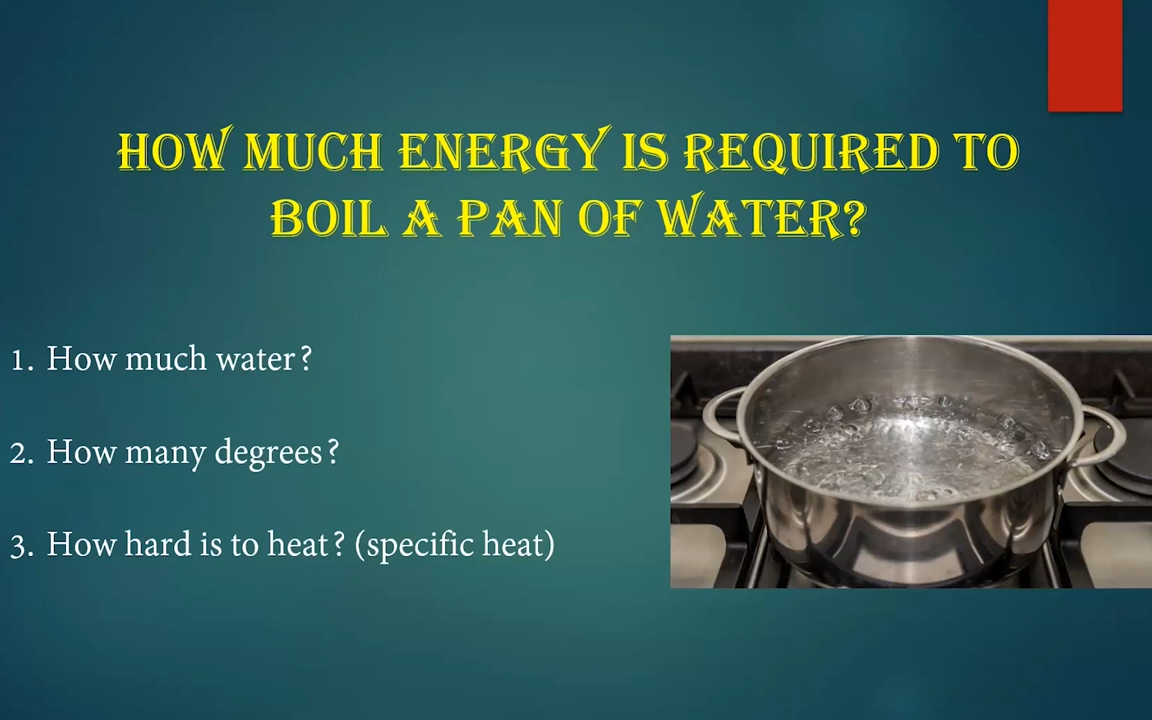 HOW MUCH ENERGY IS REQUIRED TO
BOIL A PAN OF WATER?
1. How much water?
2. How many degrees?
3. How hard is to heat? (specific heat)